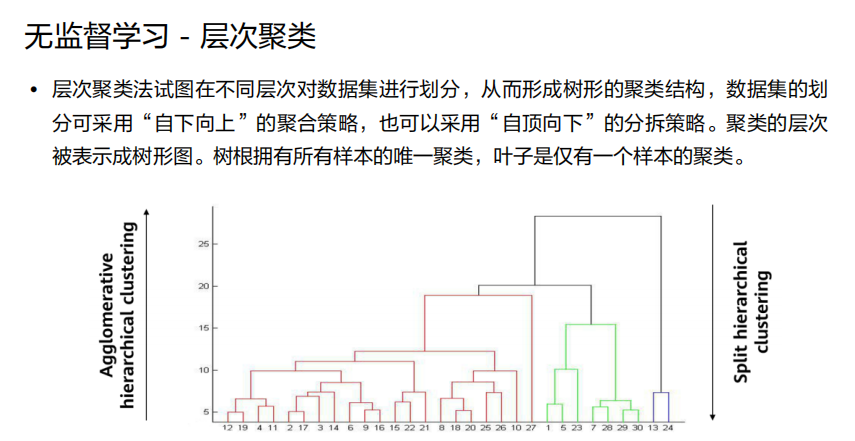 无监督学习 - 层次聚类
• 层次聚类法试图在不同层次对数据集进行划分，从而形成树形的聚类结构，数据集的划
分可采用“自下向上”的聚合策略，也可以采用“自顶向下”的分拆策略。聚类的层次
被表示成树形图。树根拥有所有样本的唯一聚类，叶子是仅有一个样本的聚类。
Agglomerative
hierarchical clustering
25
20
15
10
5
12 19 4 11 2 17 3 14 6 9 16 15 22 21 8 18 20 25 26 10 27 1 5 23 7 28 29 30 13 24
Split hierarchical
clustering